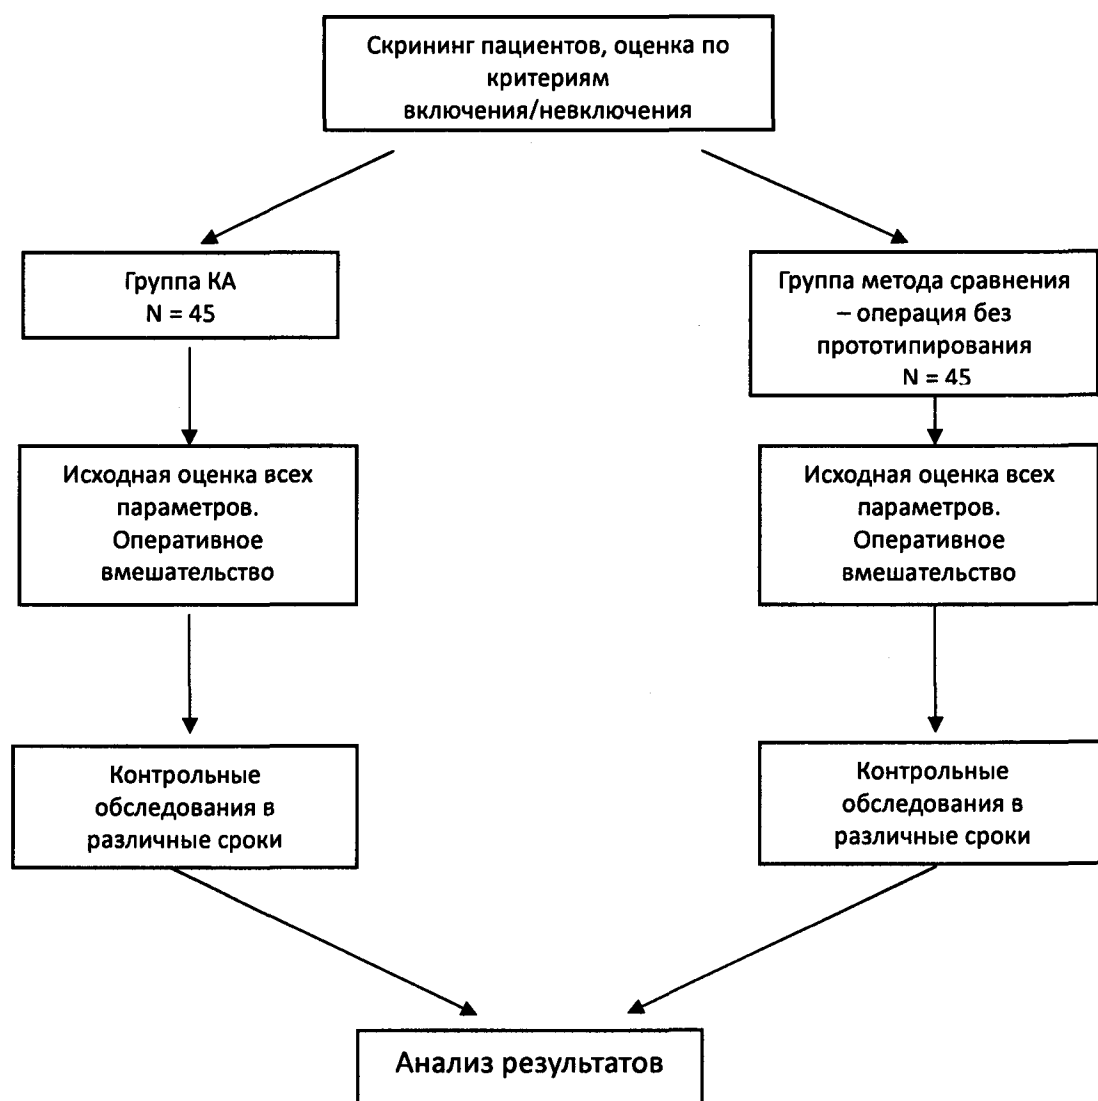 Скрининг пациентов, оценка по
критериям
включения/невключения
Группа КА
N = 45
Группа метода сравнения
– операция без
прототипирования
N = 45
Исходная оценка всех
параметров.
Оперативное
вмешательство
Исходная оценка всех
параметров.
Оперативное
вмешательство
Контрольные
обследования в
различные сроки
Контрольные
обследования в
различные сроки
Анализ результатов